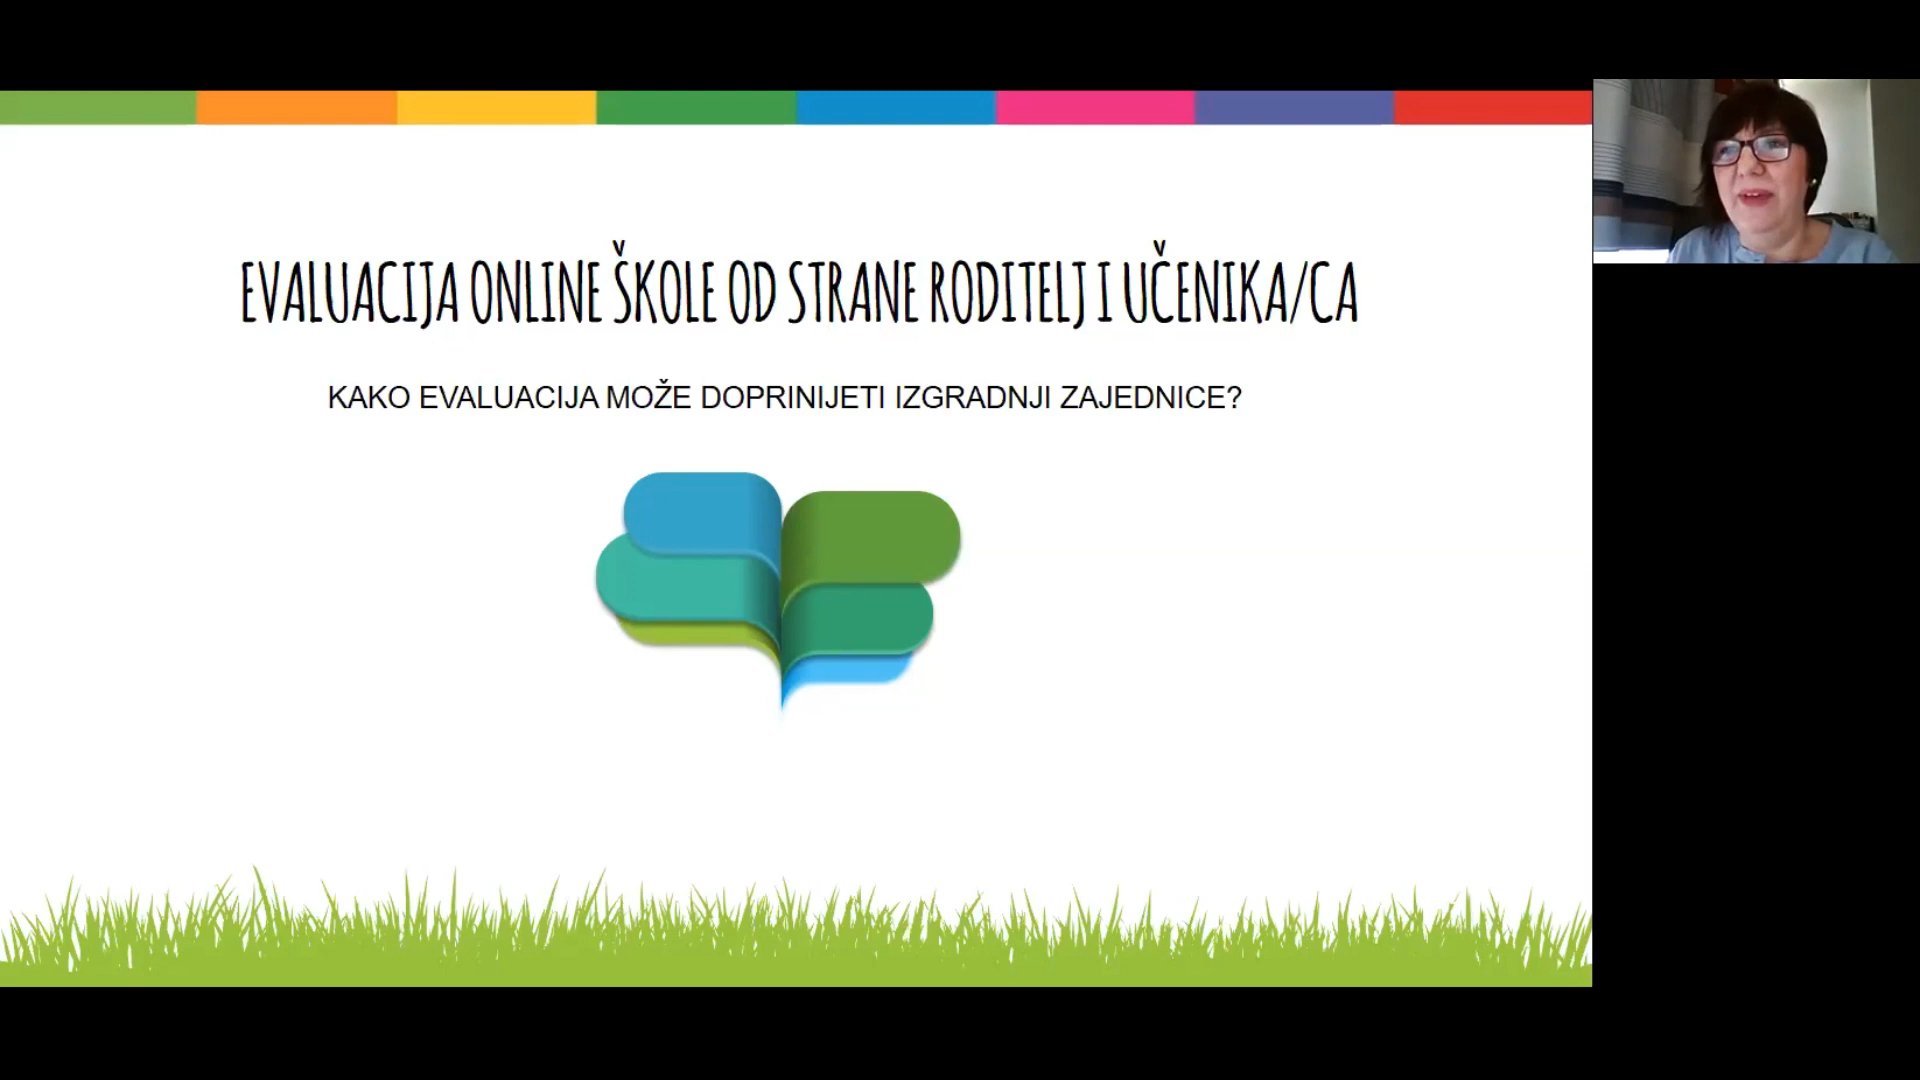 EVALUACIJA ONLINE ŠKOLE OD STRANE RODITELJ I UČENIKA/CA
KAKO EVALUACIJA MOŽE DOPRINIJETI IZGRADNJI ZAJEDNICE?